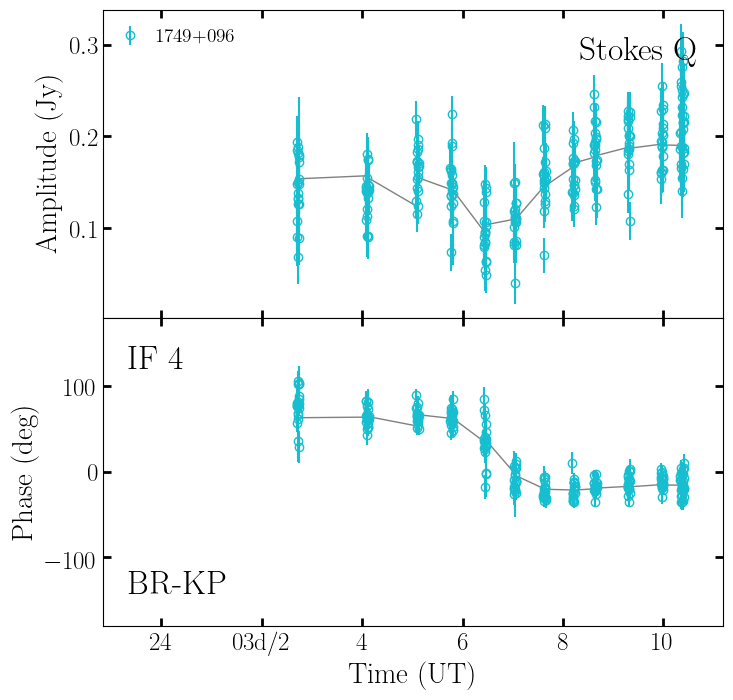 1749+096
Stokes Q
0.3
0.2
0.1
Amplitude (Jy)
IF 4
100
0
−100
Phase (deg)
BR-KP
24
03d/2
4
6
8
10
Time (UT)